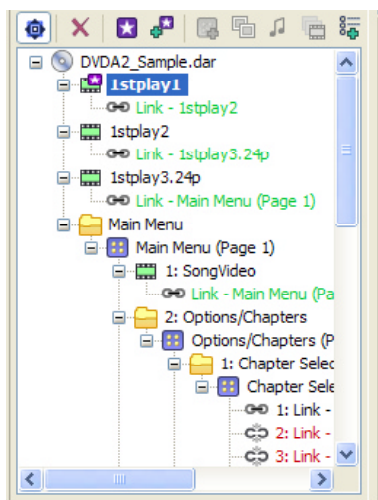 DVDA2_Sample.dar
1stplay1
Link - 1stplay2
1stplay2
Link - 1stplay3.24p
1stplay3.24p
Link - Main Menu (Page 1)
Main Menu
Main Menu (Page 1)
1: SongVideo
Link - Main Menu (Pa
2: Options/Chapters
Options/Chapters (P
1: Chapter Selec
Chapter Sele
1: Link -
2: Link -
3: Link -